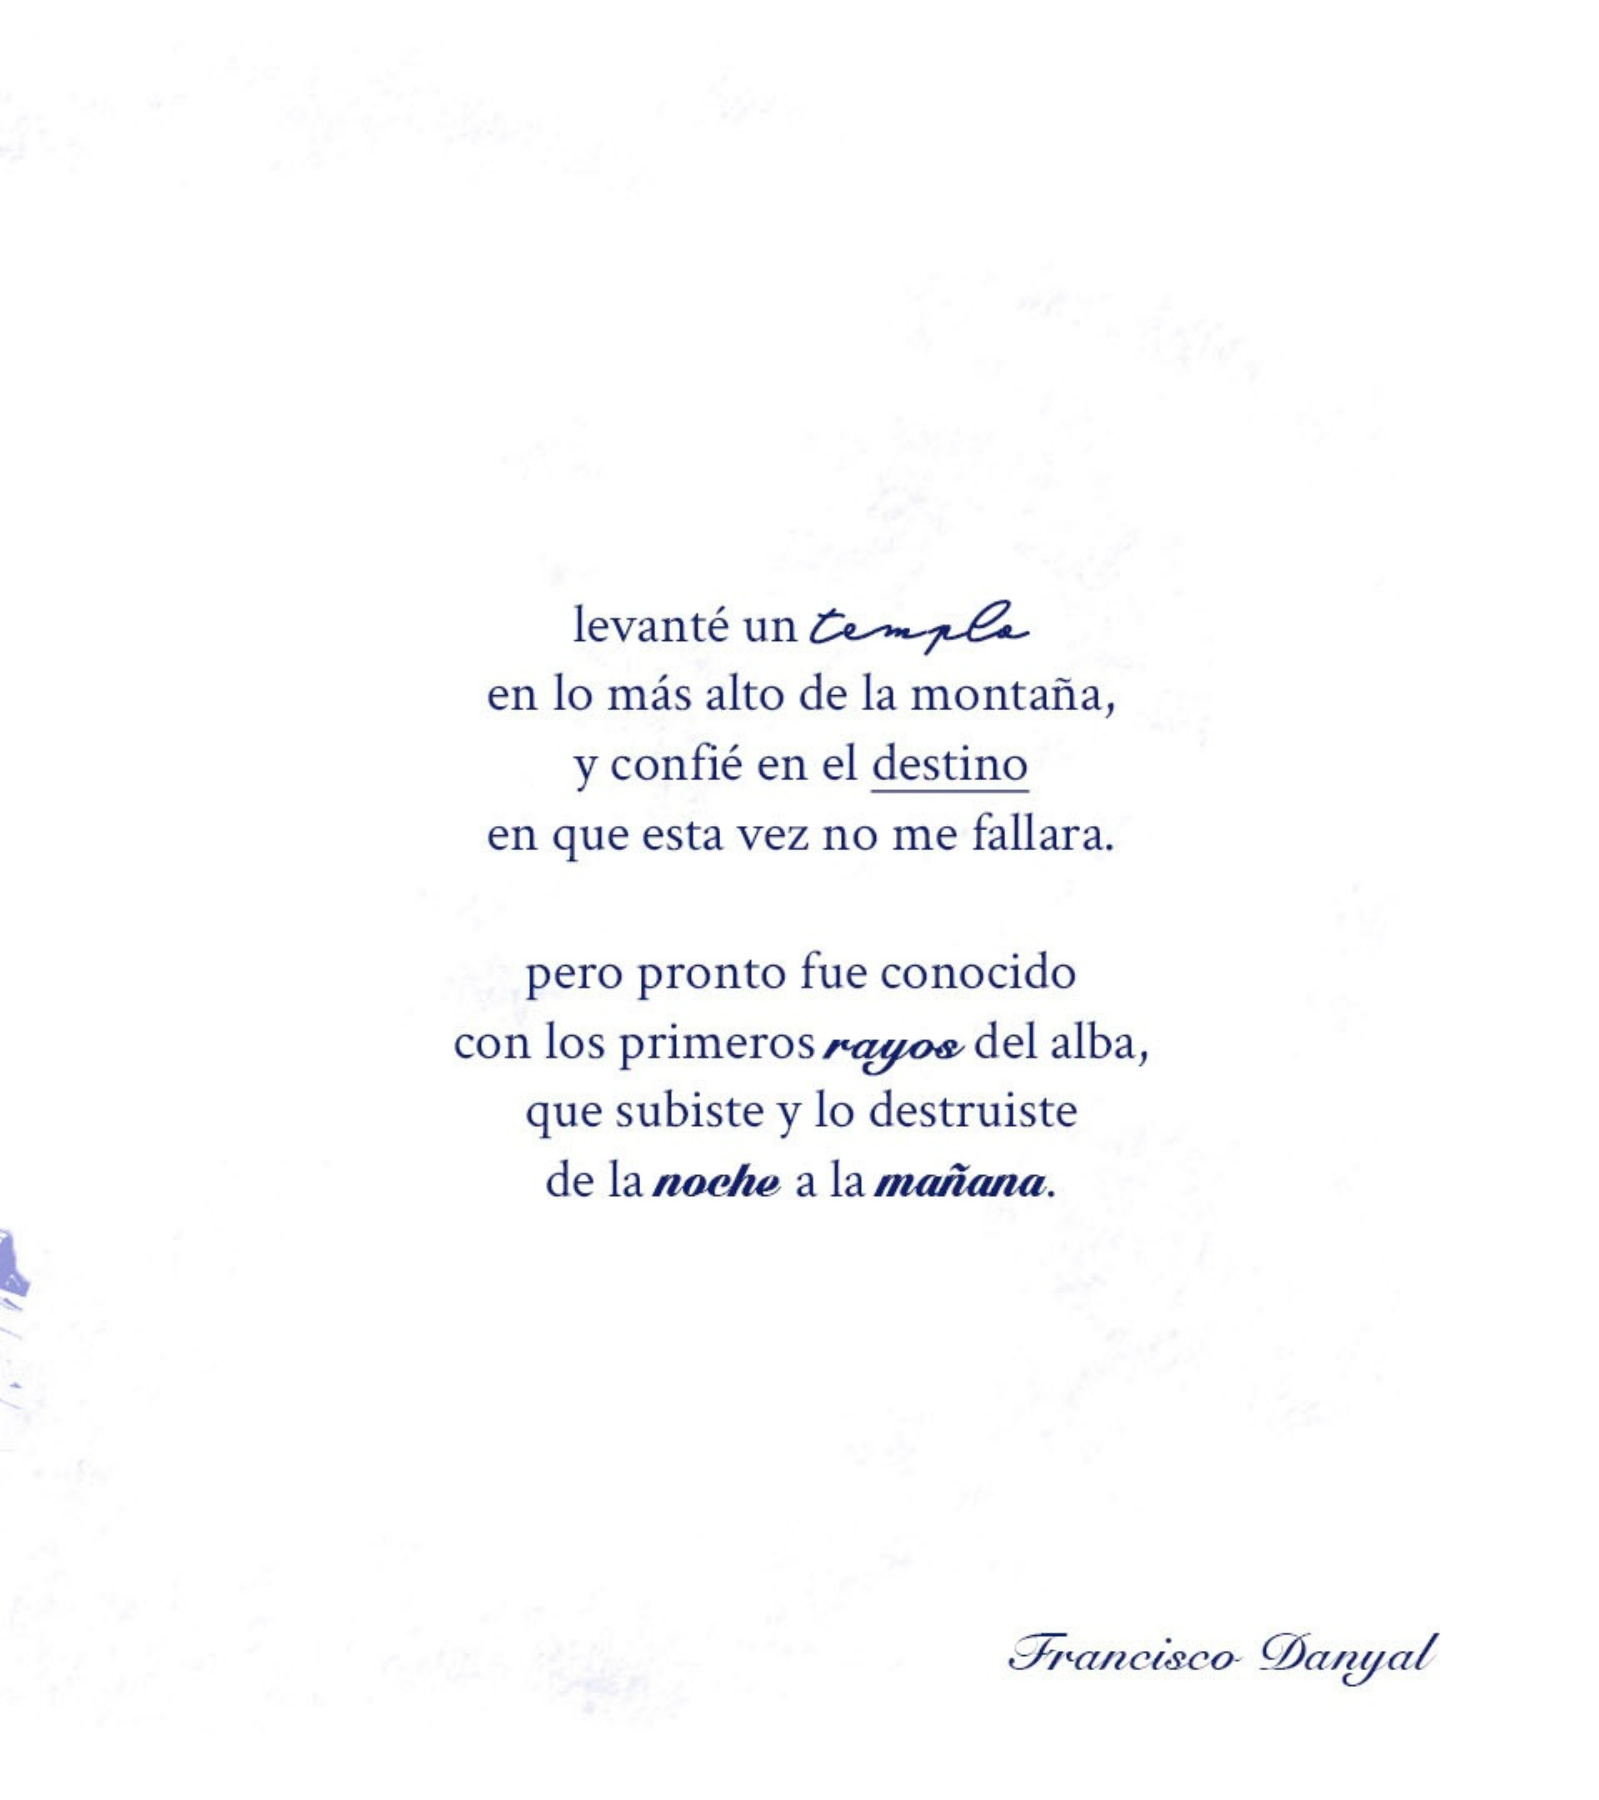 levanté un templo
en lo más alto de la montaña,
y confié en el destino
en que esta vez no me fallara.
pero pronto fue conocido
con los primeros rayos del alba,
que subiste y lo destruiste
de la noche a la mañana.
Francisco Danyal